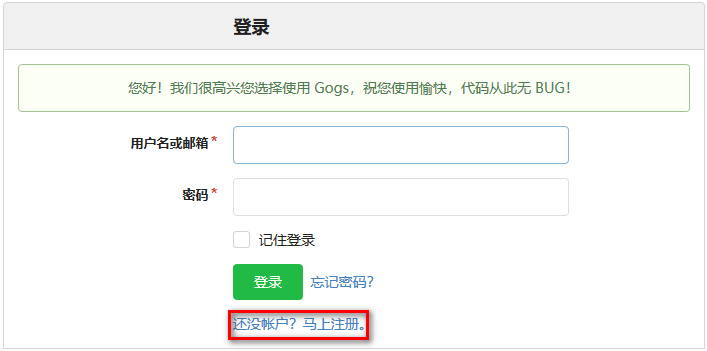 登录
您好！我们很高兴您选择使用 Gogs，祝您使用愉快，代码从此无 BUG！
用户名或邮箱*
密码*
记住登录
登录 忘记密码？
还没帐户？马上注册。